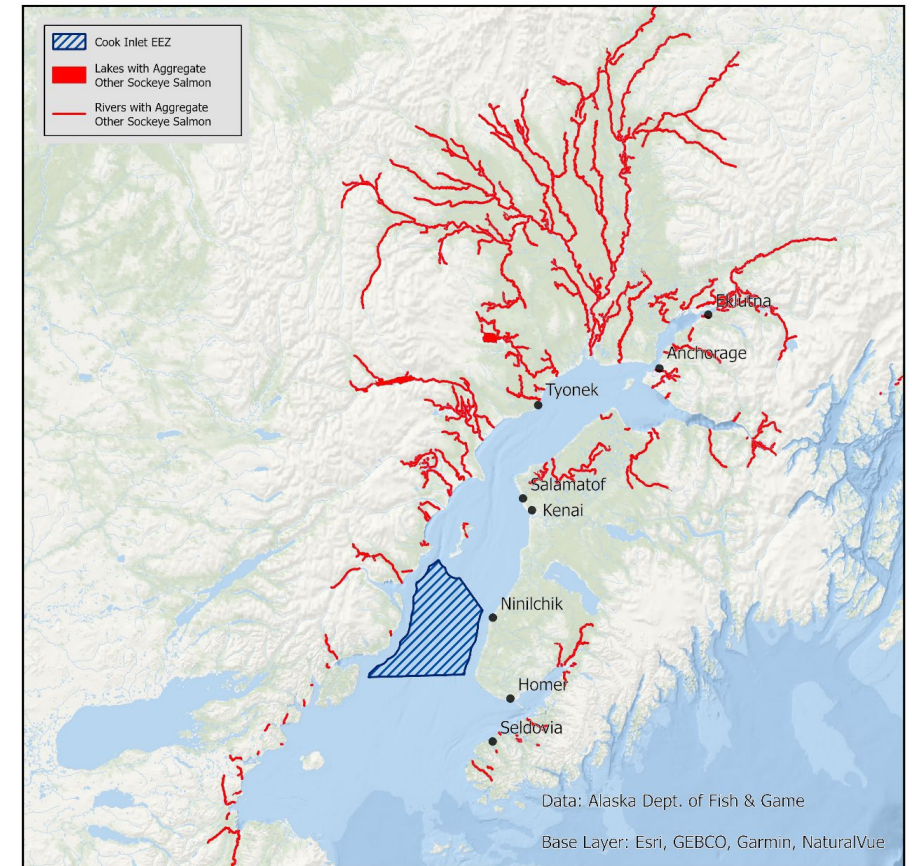 Cook Inlet EEZ
Lakes with Aggregate
Other Sockeye Salmon
Rivers with Aggregate
Other Sockeye Salmon
Eklutna
Anchorage
Tyonek
Salamatof
Kenai
Ninilchik
Homer
Seldovia
Data: Alaska Dept. of Fish & Game
Base Layer: Esri, GEBCO, Garmin, NaturalVue